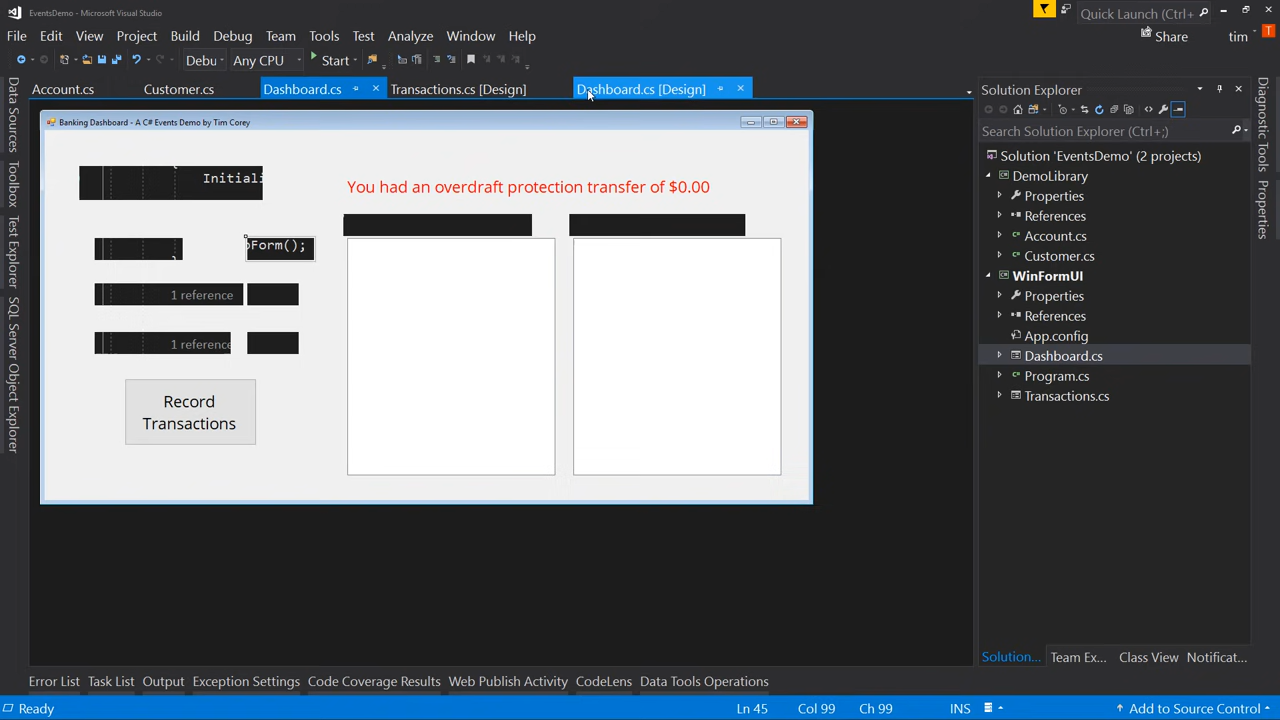 EventsDemo - Microsoft Visual Studio
Quick Launch (Ctrl+
File Edit View Project Build Debug Team Tools Test Analyze Window Help
Share tim T
Debu Any CPU Start
Account.cs Customer.cs Dashboard.cs Transactions.cs [Design] Dashboard.cs [Design]
Data Sources
Toolbox
Test Explorer
SQL Server Object Explorer
Banking Dashboard - A C# Events Demo by Tim Corey
Initiali
You had an overdraft protection transfer of $0.00
oForm();
1 reference
1 reference
Record
Transactions
Solution Explorer
Search Solution Explorer (Ctrl+;)
Solution 'EventsDemo' (2 projects)
DemoLibrary
Properties
References
Account.cs
Customer.cs
WinFormUI
Properties
References
App.config
Dashboard.cs
Program.cs
Transactions.cs
Diagnostic Tools
Properties
Solution... Team Ex... Class View Notificat...
Error List Task List Output Exception Settings Code Coverage Results Web Publish Activity CodeLens Data Tools Operations
Ready Ln 45 Col 99 Ch 99 INS Add to Source Control